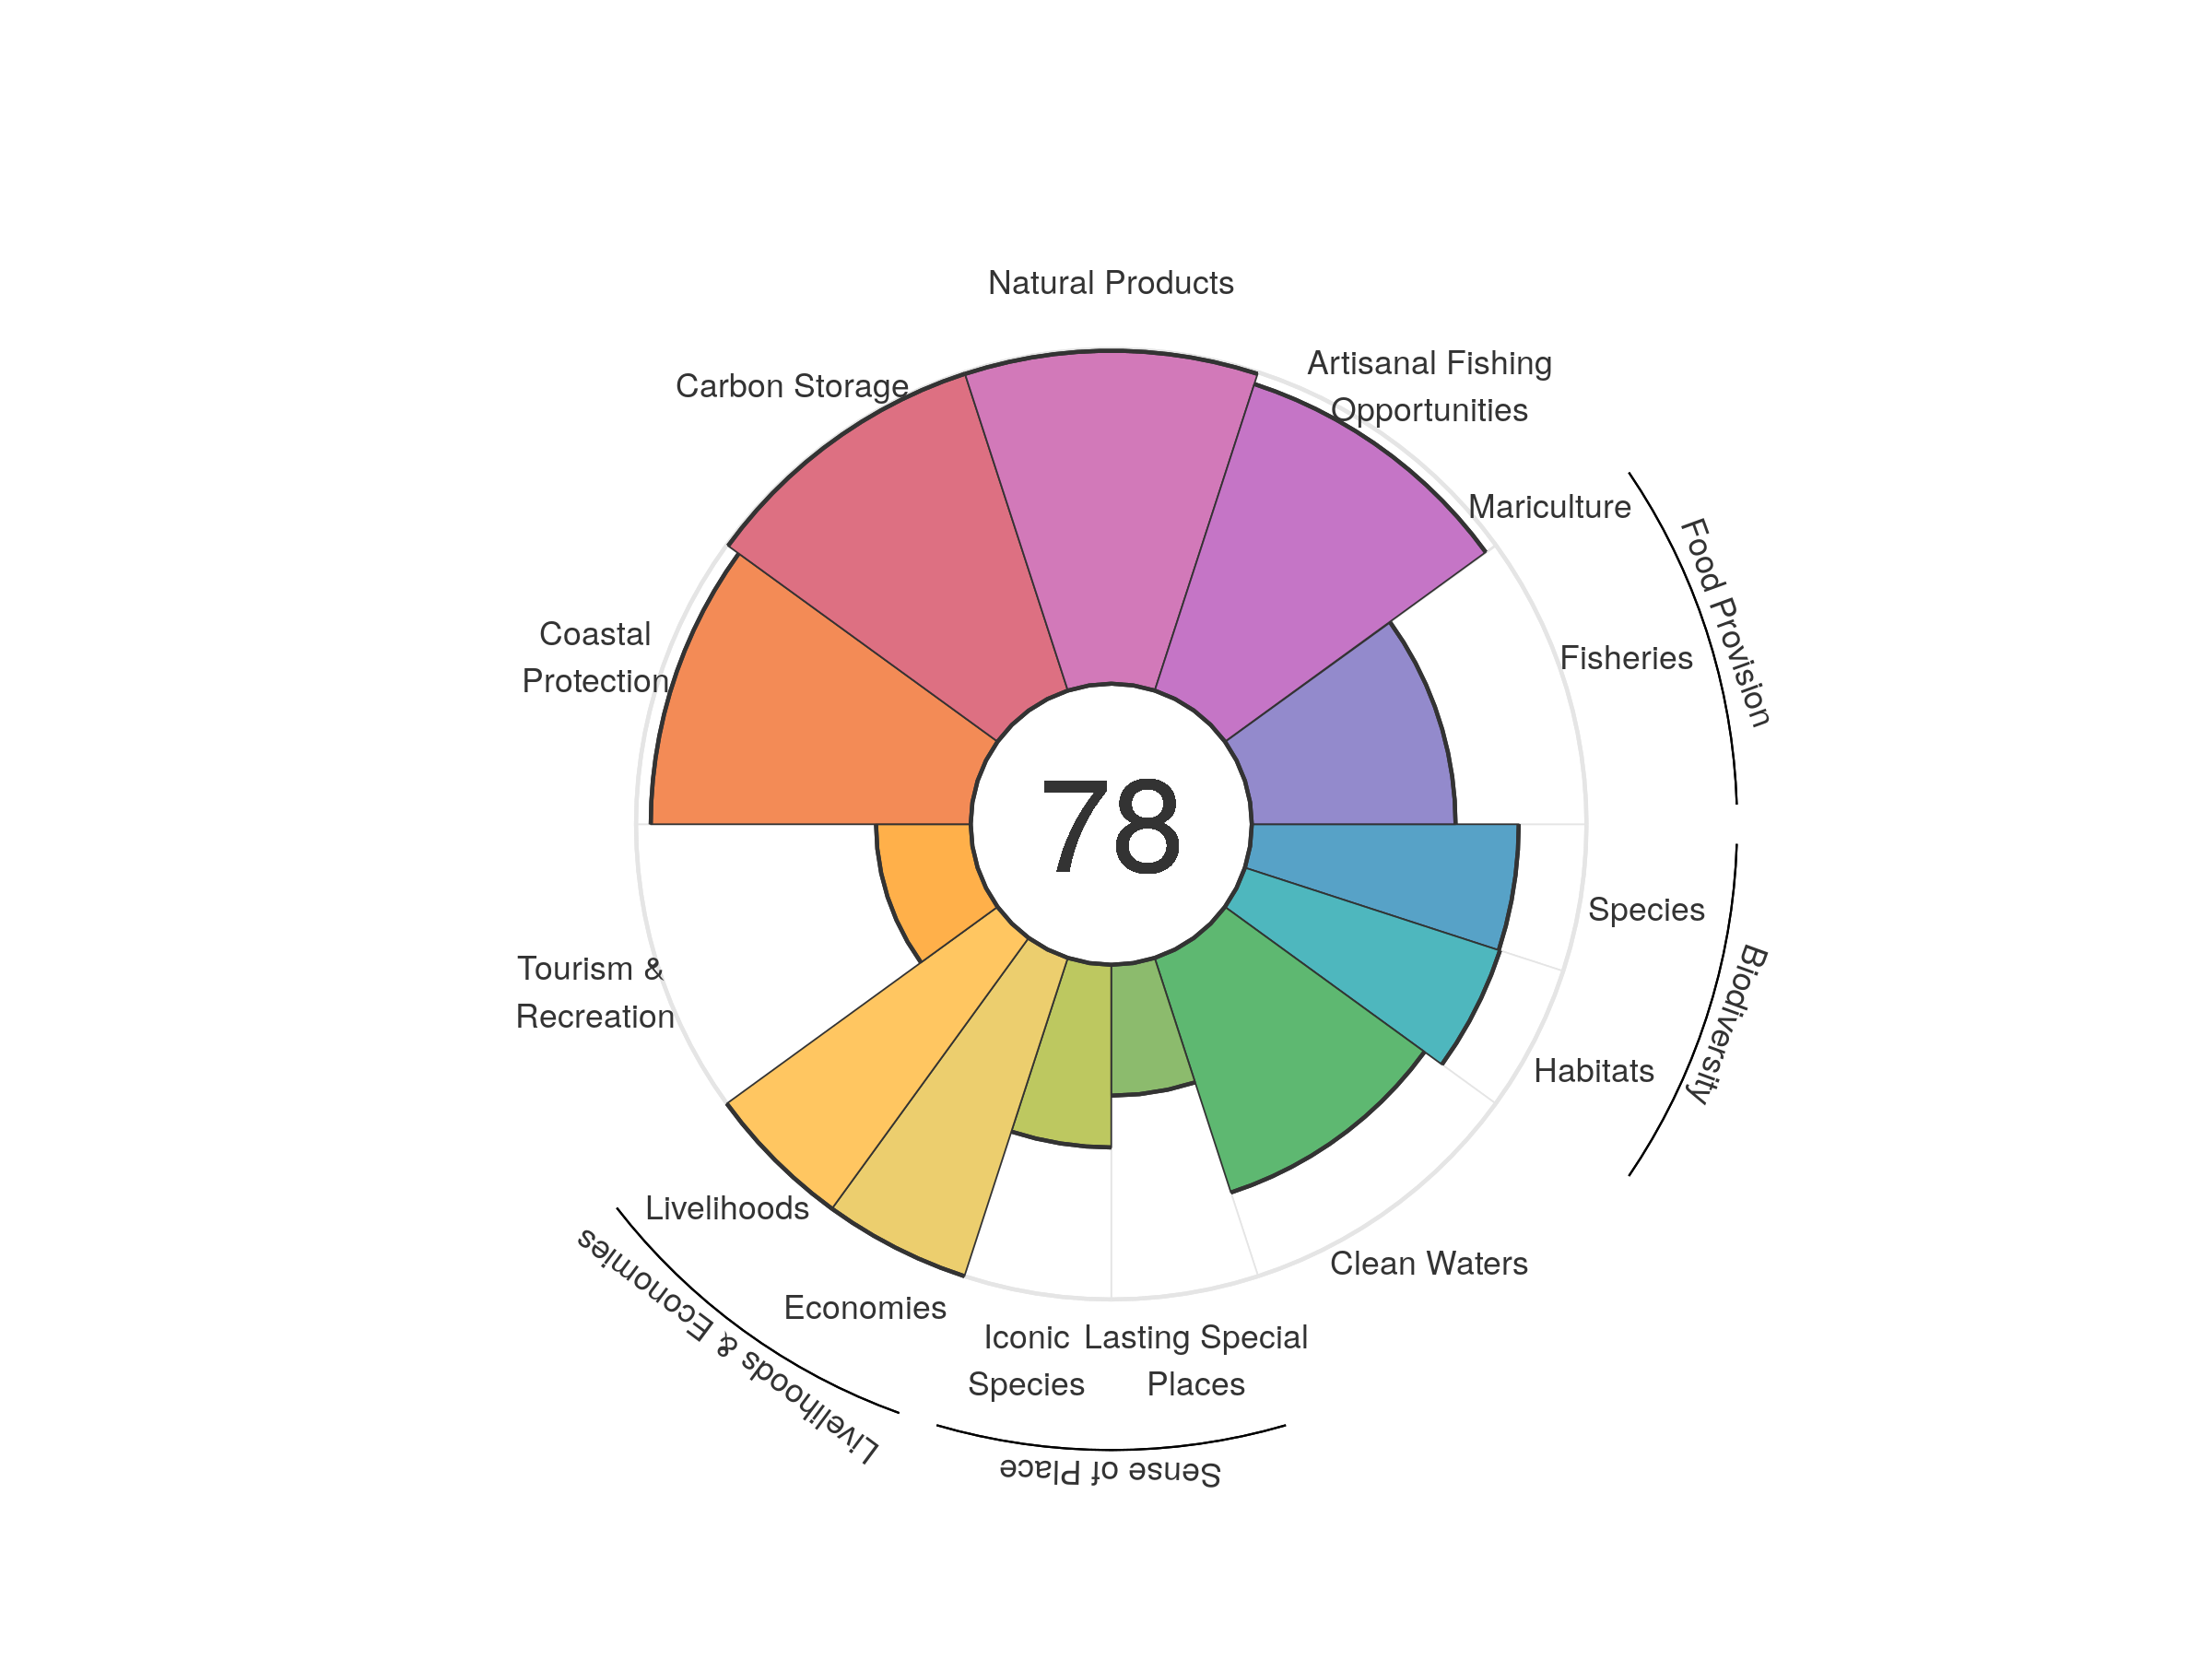 Natural Products
Artisanal Fishing
Opportunities
Carbon Storage
Mariculture
Food Provision
Coastal
Protection
Fisheries
78
Species
Biodiversity
Tourism &
Recreation
Habitats
Livelihoods
Clean Waters
Economies
Livelihoods & Economies
Iconic
Species
Lasting Special
Places
Sense of Place